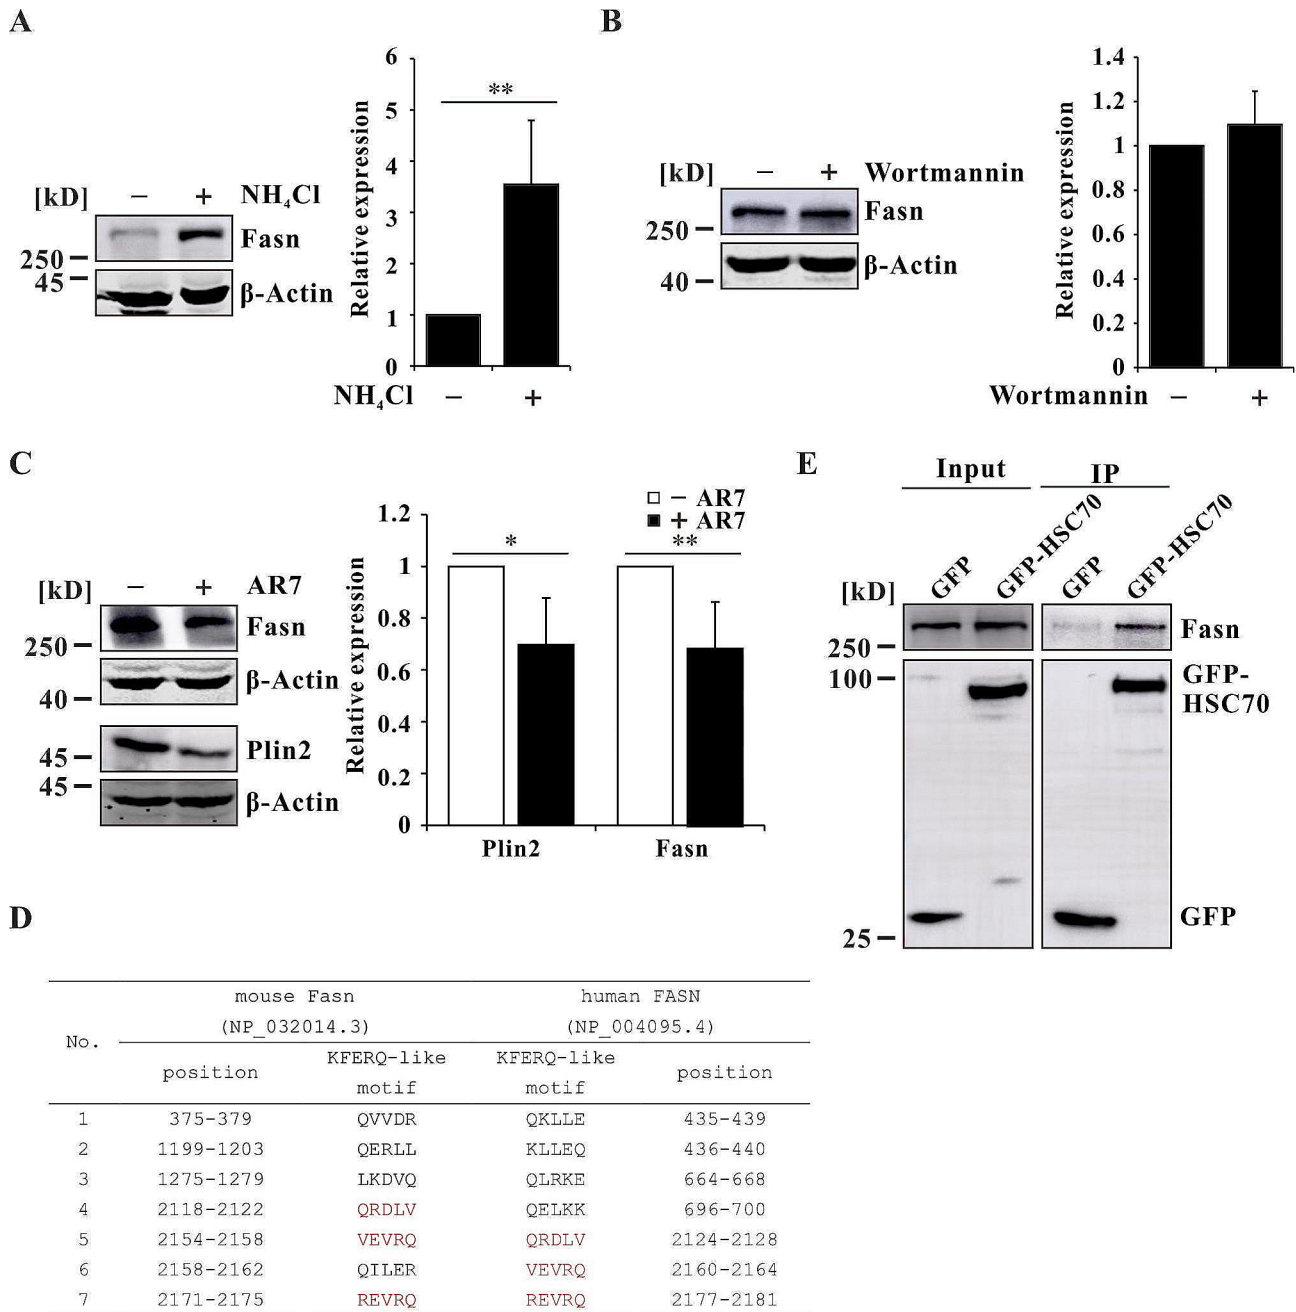 A
6
5
4
3
2
1
0
Relative expression
**
[kD] − + NH₄Cl
Fasn
250
45
β-Actin
NH₄Cl − +
B
1.4
1.2
1
0.8
0.6
0.4
0.2
0
Relative expression
[kD] − + Wortmannin
Fasn
250
β-Actin
40
Wortmannin − +
C
[kD] − + AR7
Fasn
250
β-Actin
40
Plin2
45
45
β-Actin
− AR7
+ AR7
1.2
1
0.8
0.6
0.4
0.2
0
Relative expression
* **
Plin2 Fasn
E
Input IP
GFP GFP-HSC70 GFP GFP-HSC70
[kD]
Fasn
250
100
GFP-
HSC70
GFP
25
D
mouse Fasn human FASN
(NP_032014.3) (NP_004095.4)
No.
position KFERQ-like motif KFERQ-like motif position
1 375-379 QVVDR QKLLE 435-439
2 1199-1203 QERLL KLLEQ 436-440
3 1275-1279 LKDVQ QLRKE 664-668
4 2118-2122 QRDLV QELKK 696-700
5 2154-2158 VEVRQ QRDLV 2124-2128
6 2158-2162 QILER VEVRQ 2160-2164
7 2171-2175 REVRQ REVRQ 2177-2181